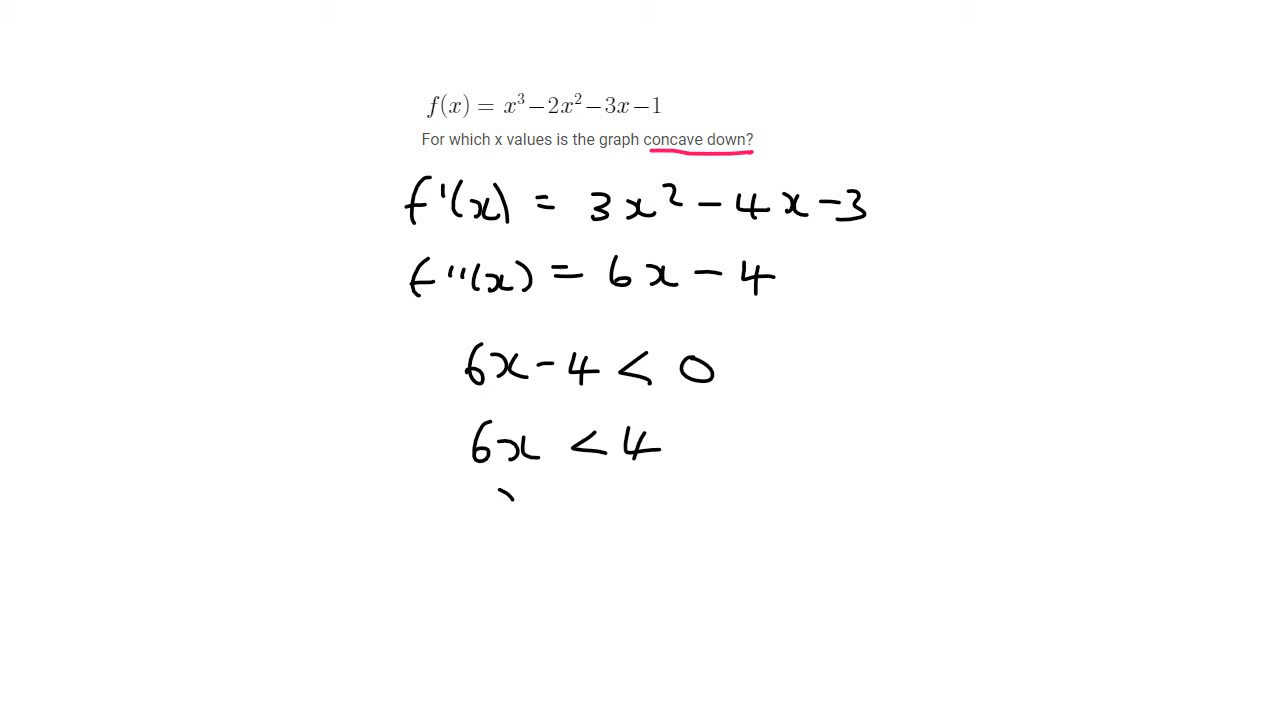 f(x) = x³−2x²−3x−1
For which x values is the graph concave down?
f'(x) = 3x² − 4x − 3
f''(x) = 6x − 4
6x − 4 < 0
6x < 4